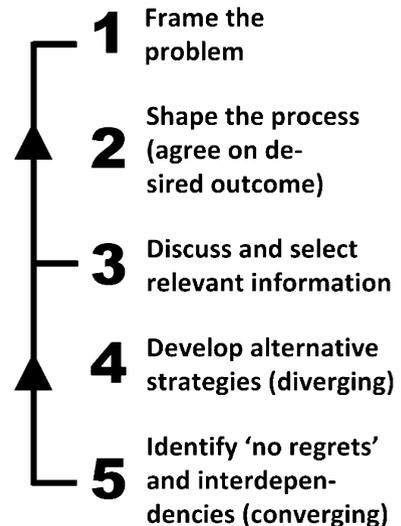 1 Frame the
problem
2 Shape the process
(agree on de-
sired outcome)
3 Discuss and select
relevant information
4 Develop alternative
strategies (diverging)
5 Identify ‘no regrets’
and interdepen-
dencies (converging)